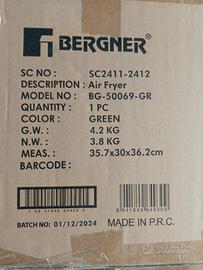 BERGNER®
SC NO : SC2411-2412
DESCRIPTION : Air Fryer
MODEL : BG-50069-GR
QUANTITY : 1 PC
COLOR : GREEN
G.W. : 4.2 KG
N.W. : 3.8 KG
MEAS. : 35.7x30x36.2cm
BARCODE :
BATCH NO: 01/12/2024
MADE IN P.R.C.